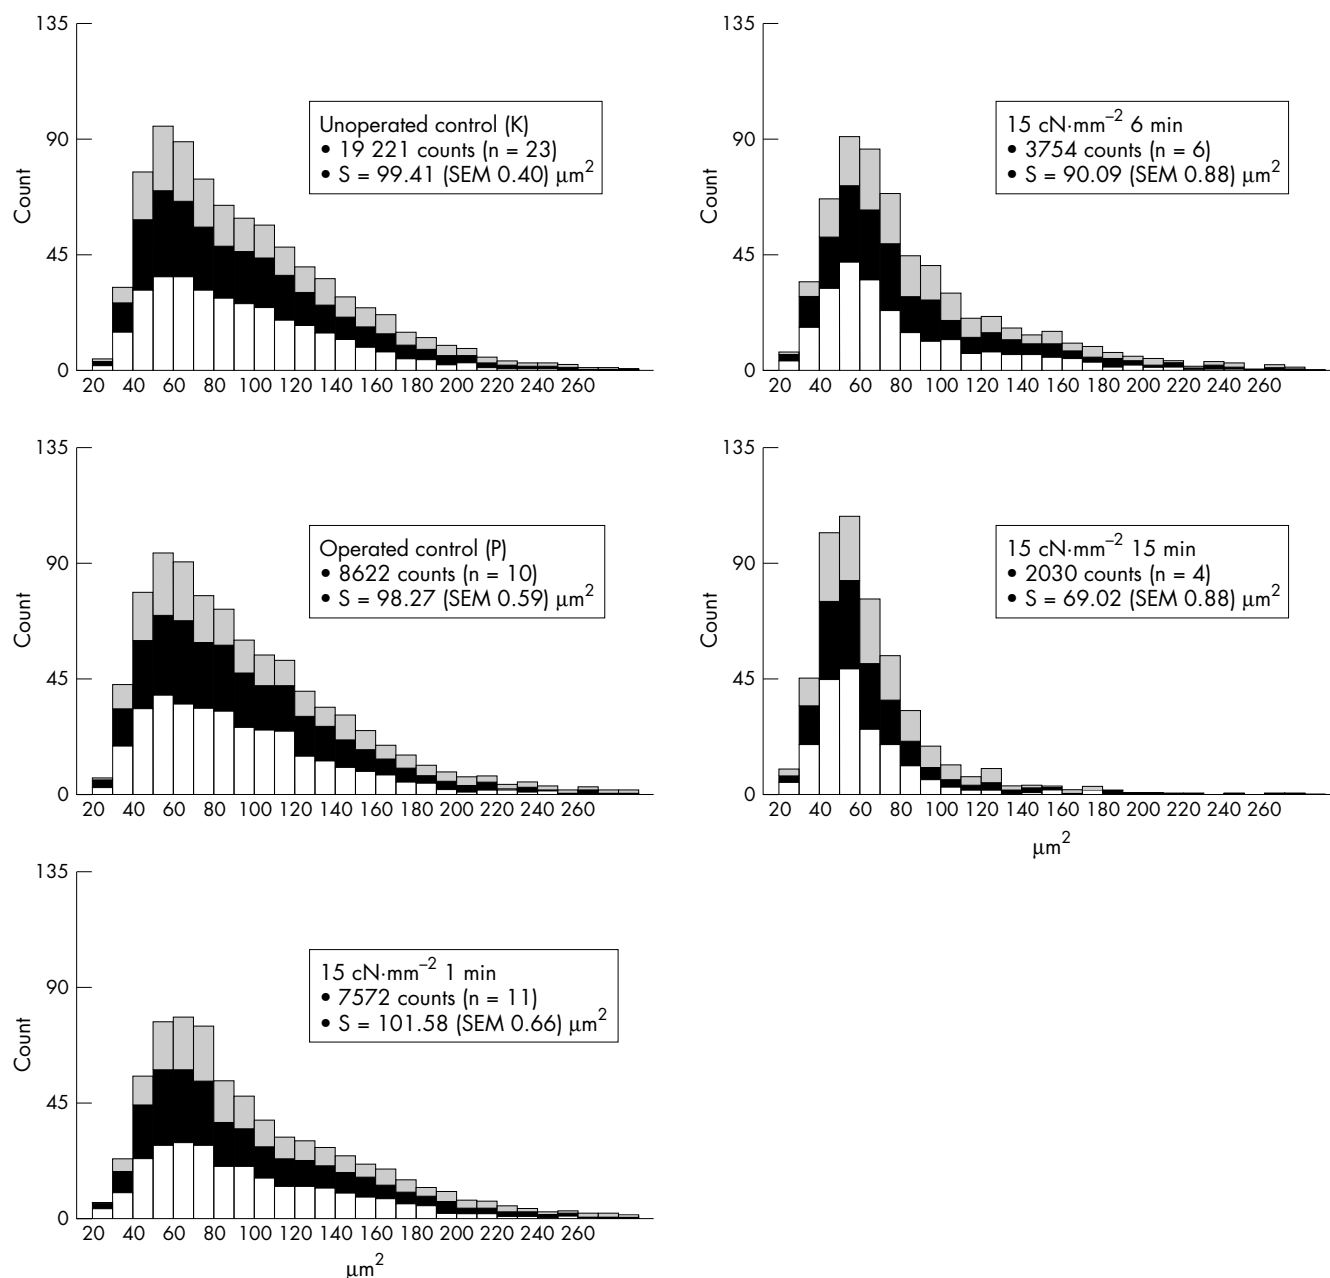 135
90
45
0
Count
Unoperated control (K)
• 19 221 counts (n = 23)
• S = 99.41 (SEM 0.40) μm²
20 40 60 80 100 120 140 160 180 200 220 240 260
135
90
45
0
Count
15 cN·mm⁻² 6 min
• 3754 counts (n = 6)
• S = 90.09 (SEM 0.88) μm²
20 40 60 80 100 120 140 160 180 200 220 240 260
135
90
45
0
Count
Operated control (P)
• 8622 counts (n = 10)
• S = 98.27 (SEM 0.59) μm²
20 40 60 80 100 120 140 160 180 200 220 240 260
135
90
45
0
Count
15 cN·mm⁻² 15 min
• 2030 counts (n = 4)
• S = 69.02 (SEM 0.88) μm²
20 40 60 80 100 120 140 160 180 200 220 240 260
μm²
135
90
45
0
Count
15 cN·mm⁻² 1 min
• 7572 counts (n = 11)
• S = 101.58 (SEM 0.66) μm²
20 40 60 80 100 120 140 160 180 200 220 240 260
μm²